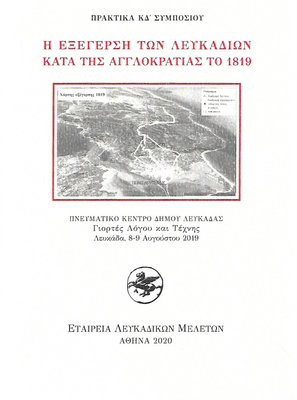 ΠΡΑΚΤΙΚΑ ΚΔ΄ ΣΥΜΠΟΣΙΟΥ
Η ΕΞΕΓΕΡΣΗ ΤΩΝ ΛΕΥΚΑΔΙΩΝ
ΚΑΤΑ ΤΗΣ ΑΓΓΛΟΚΡΑΤΙΑΣ ΤΟ 1819
Χάρτης εξέγερσης 1819
ΠΝΕΥΜΑΤΙΚΟ ΚΕΝΤΡΟ ΔΗΜΟΥ ΛΕΥΚΑΔΑΣ
Γιορτές Λόγου και Τέχνης
Λευκάδα, 8-9 Αυγούστου 2019
ΕΤΑΙΡΕΙΑ ΛΕΥΚΑΔΙΚΩΝ ΜΕΛΕΤΩΝ
ΑΘΗΝΑ 2020